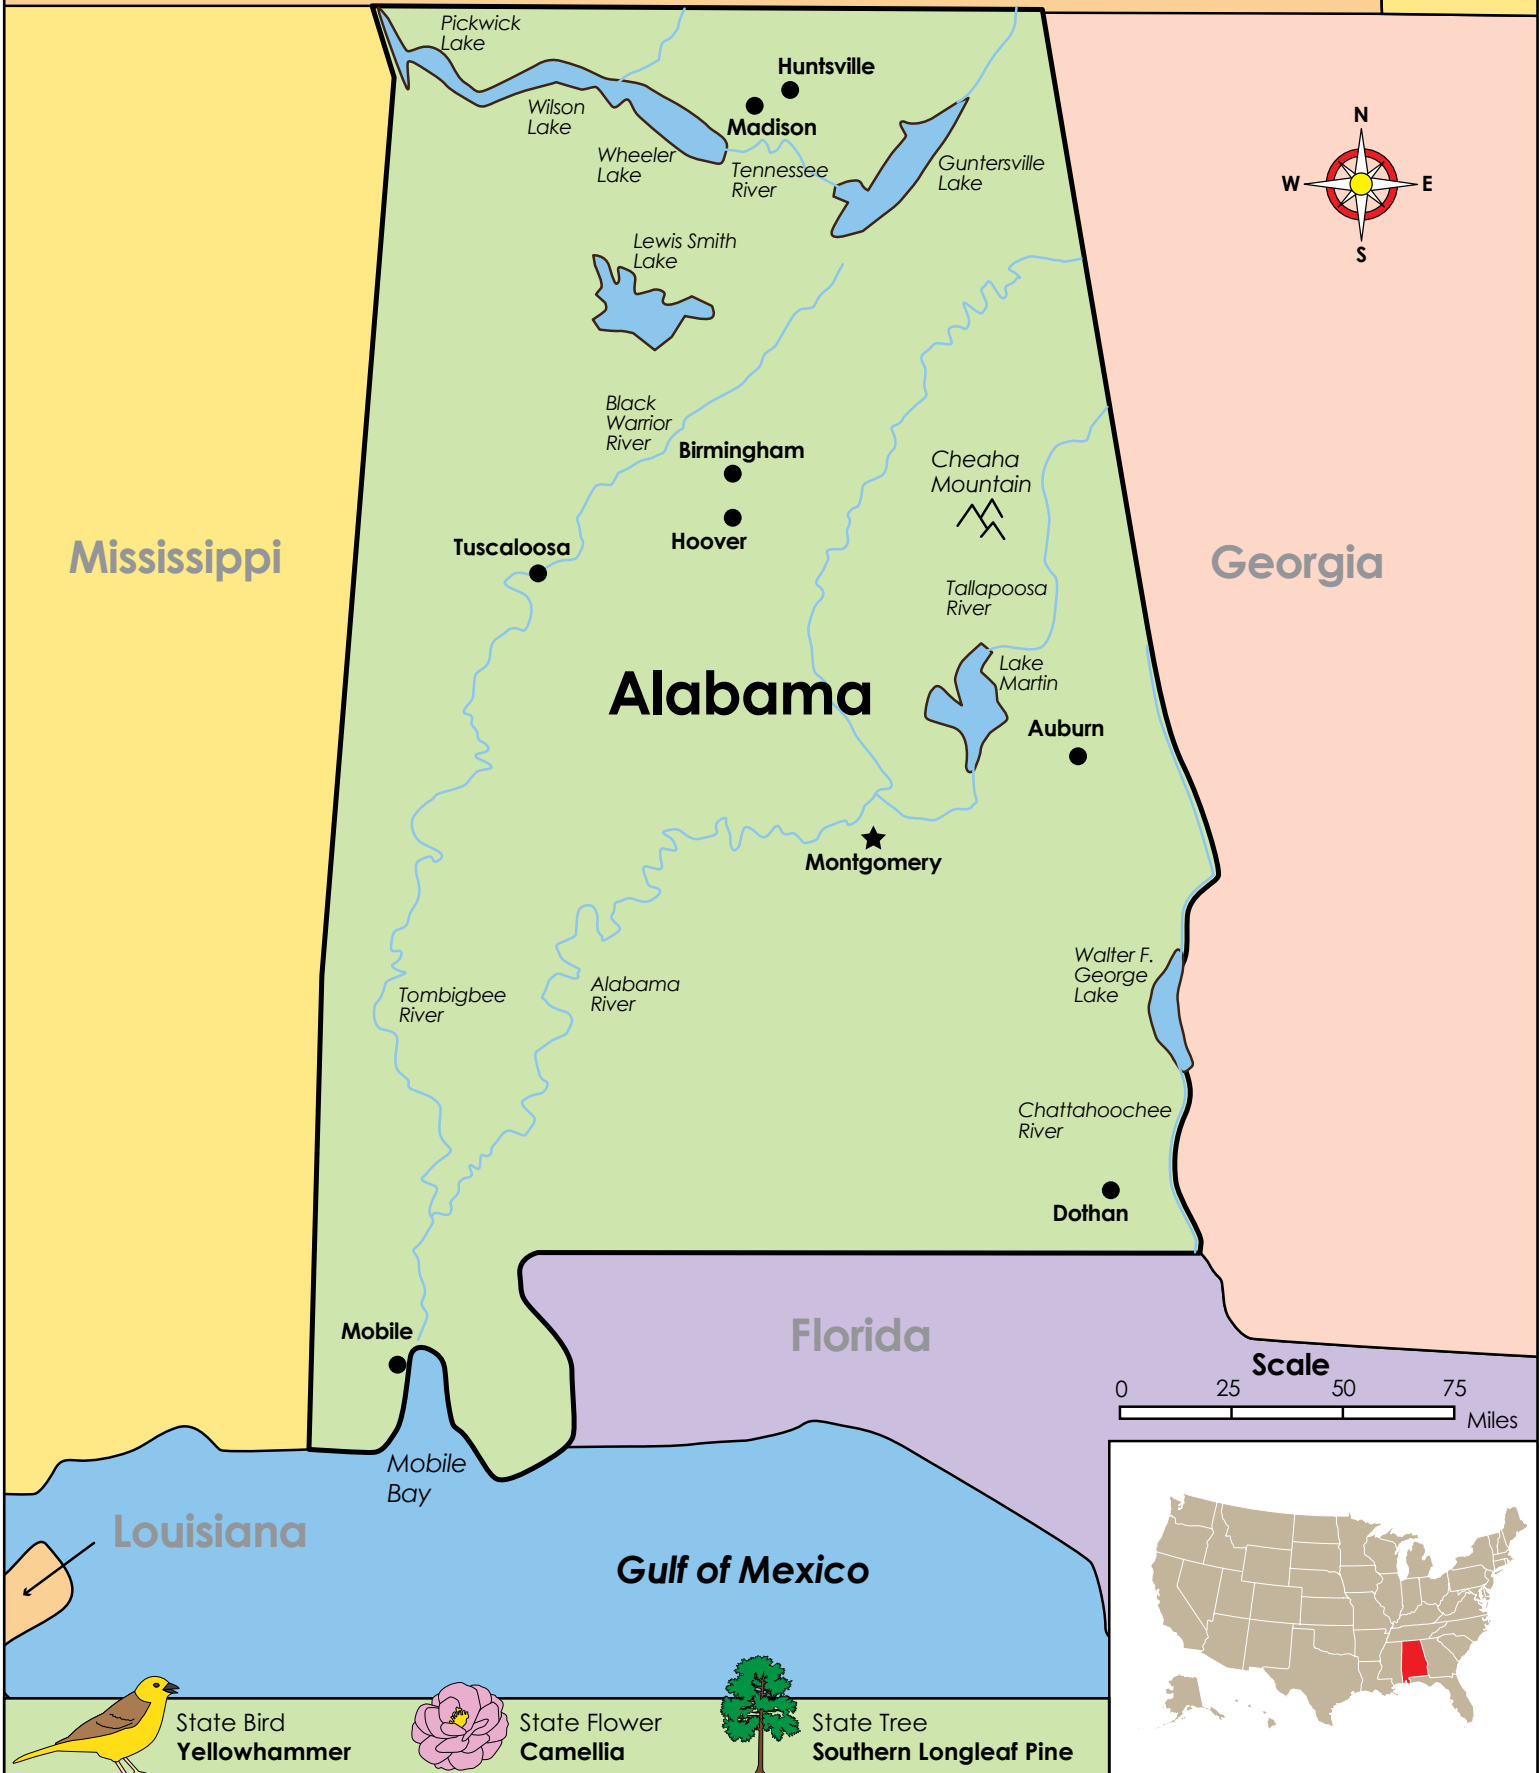 Pickwick
Lake
Huntsville
Madison
Wilson
Lake
Wheeler
Lake
Tennessee
River
Guntersville
Lake
N
W
E
S
Lewis Smith
Lake
Black
Warrior
River
Birmingham
Cheaha
Mountain
Hoover
Tuscaloosa
Mississippi
Georgia
Tallapoosa
River
Alabama
Lake
Martin
Auburn
Montgomery
Walter F.
George
Lake
Tombigbee
River
Alabama
River
Chattahoochee
River
Dothan
Mobile
Florida
Scale
0 25 50 75
Miles
Mobile
Bay
Louisiana
Gulf of Mexico
State Bird
Yellowhammer
State Flower
Camellia
State Tree
Southern Longleaf Pine